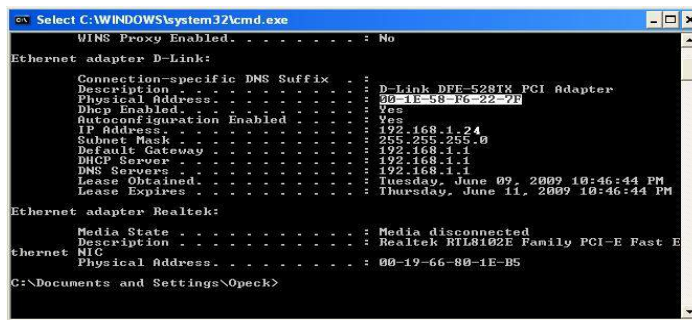 Select C:\WINDOWS\system32\cmd.exe
WINS Proxy Enabled. . . . . . . . : No
Ethernet adapter D-Link:
Connection-specific DNS Suffix  . :
Description . . . . . . . . . . . : D-Link DFE-528TX PCI Adapter
Physical Address. . . . . . . . . : 00-1E-58-F6-22-7F
Dhcp Enabled. . . . . . . . . . . : Yes
Autoconfiguration Enabled . . . . : Yes
IP Address. . . . . . . . . . . . : 192.168.1.24
Subnet Mask . . . . . . . . . . . : 255.255.255.0
Default Gateway . . . . . . . . . : 192.168.1.1
DHCP Server . . . . . . . . . . . : 192.168.1.1
DNS Servers . . . . . . . . . . . : 192.168.1.1
Lease Obtained. . . . . . . . . . : Tuesday, June 09, 2009 10:46:44 PM
Lease Expires . . . . . . . . . . : Thursday, June 11, 2009 10:46:44 PM
Ethernet adapter Realtek:
Media State . . . . . . . . . . . : Media disconnected
Description . . . . . . . . . . . : Realtek RTL8102E Family PCI-E Fast E
thernet NIC
Physical Address. . . . . . . . . : 00-19-66-80-1E-B5
C:\Documents and Settings\Opeck>